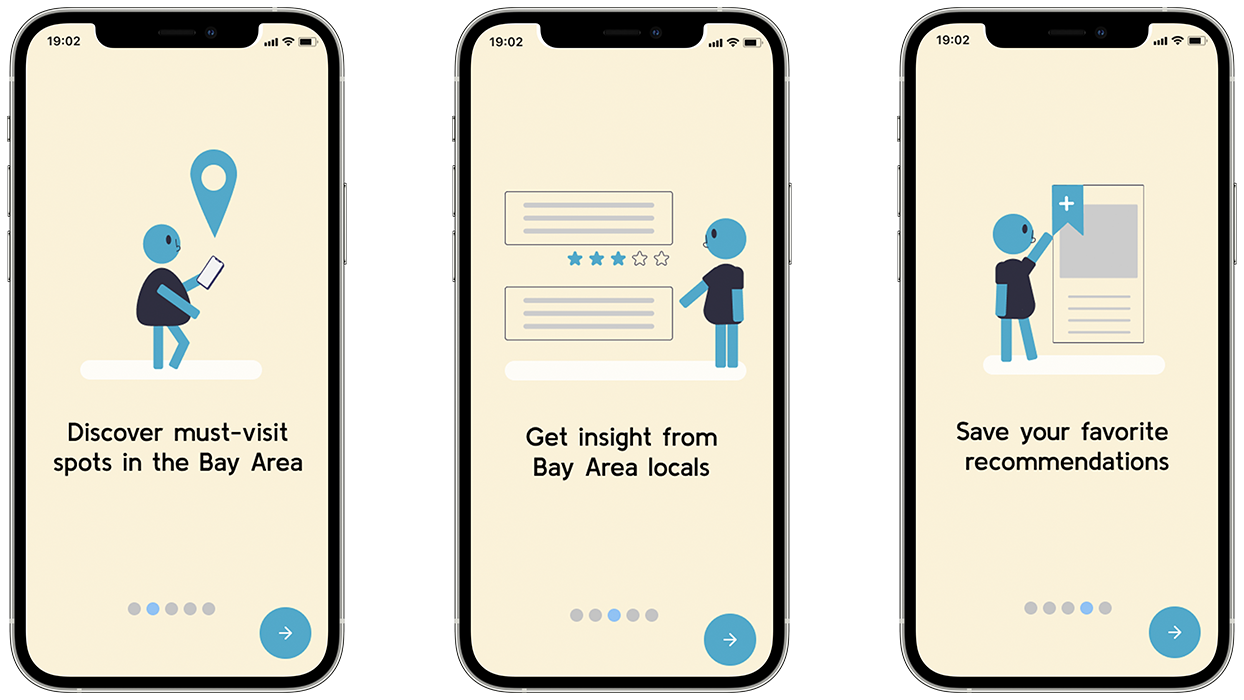 19:02
Discover must-visit
spots in the Bay Area
19:02
Get insight from
Bay Area locals
19:02
Save your favorite
recommendations